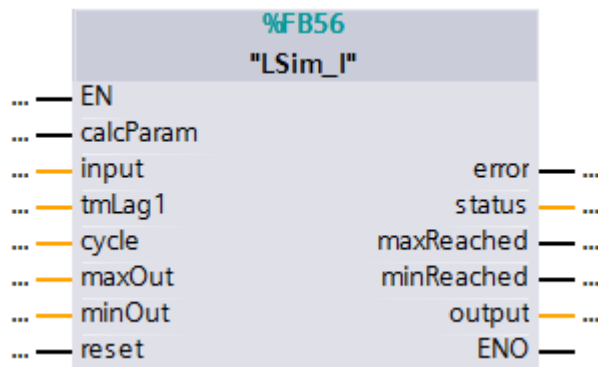 %FB56
"LSim_I"
... EN
... calcParam
... input error ...
... tmLag1 status ...
... cycle maxReached ...
... maxOut minReached ...
... minOut output ...
... reset ENO